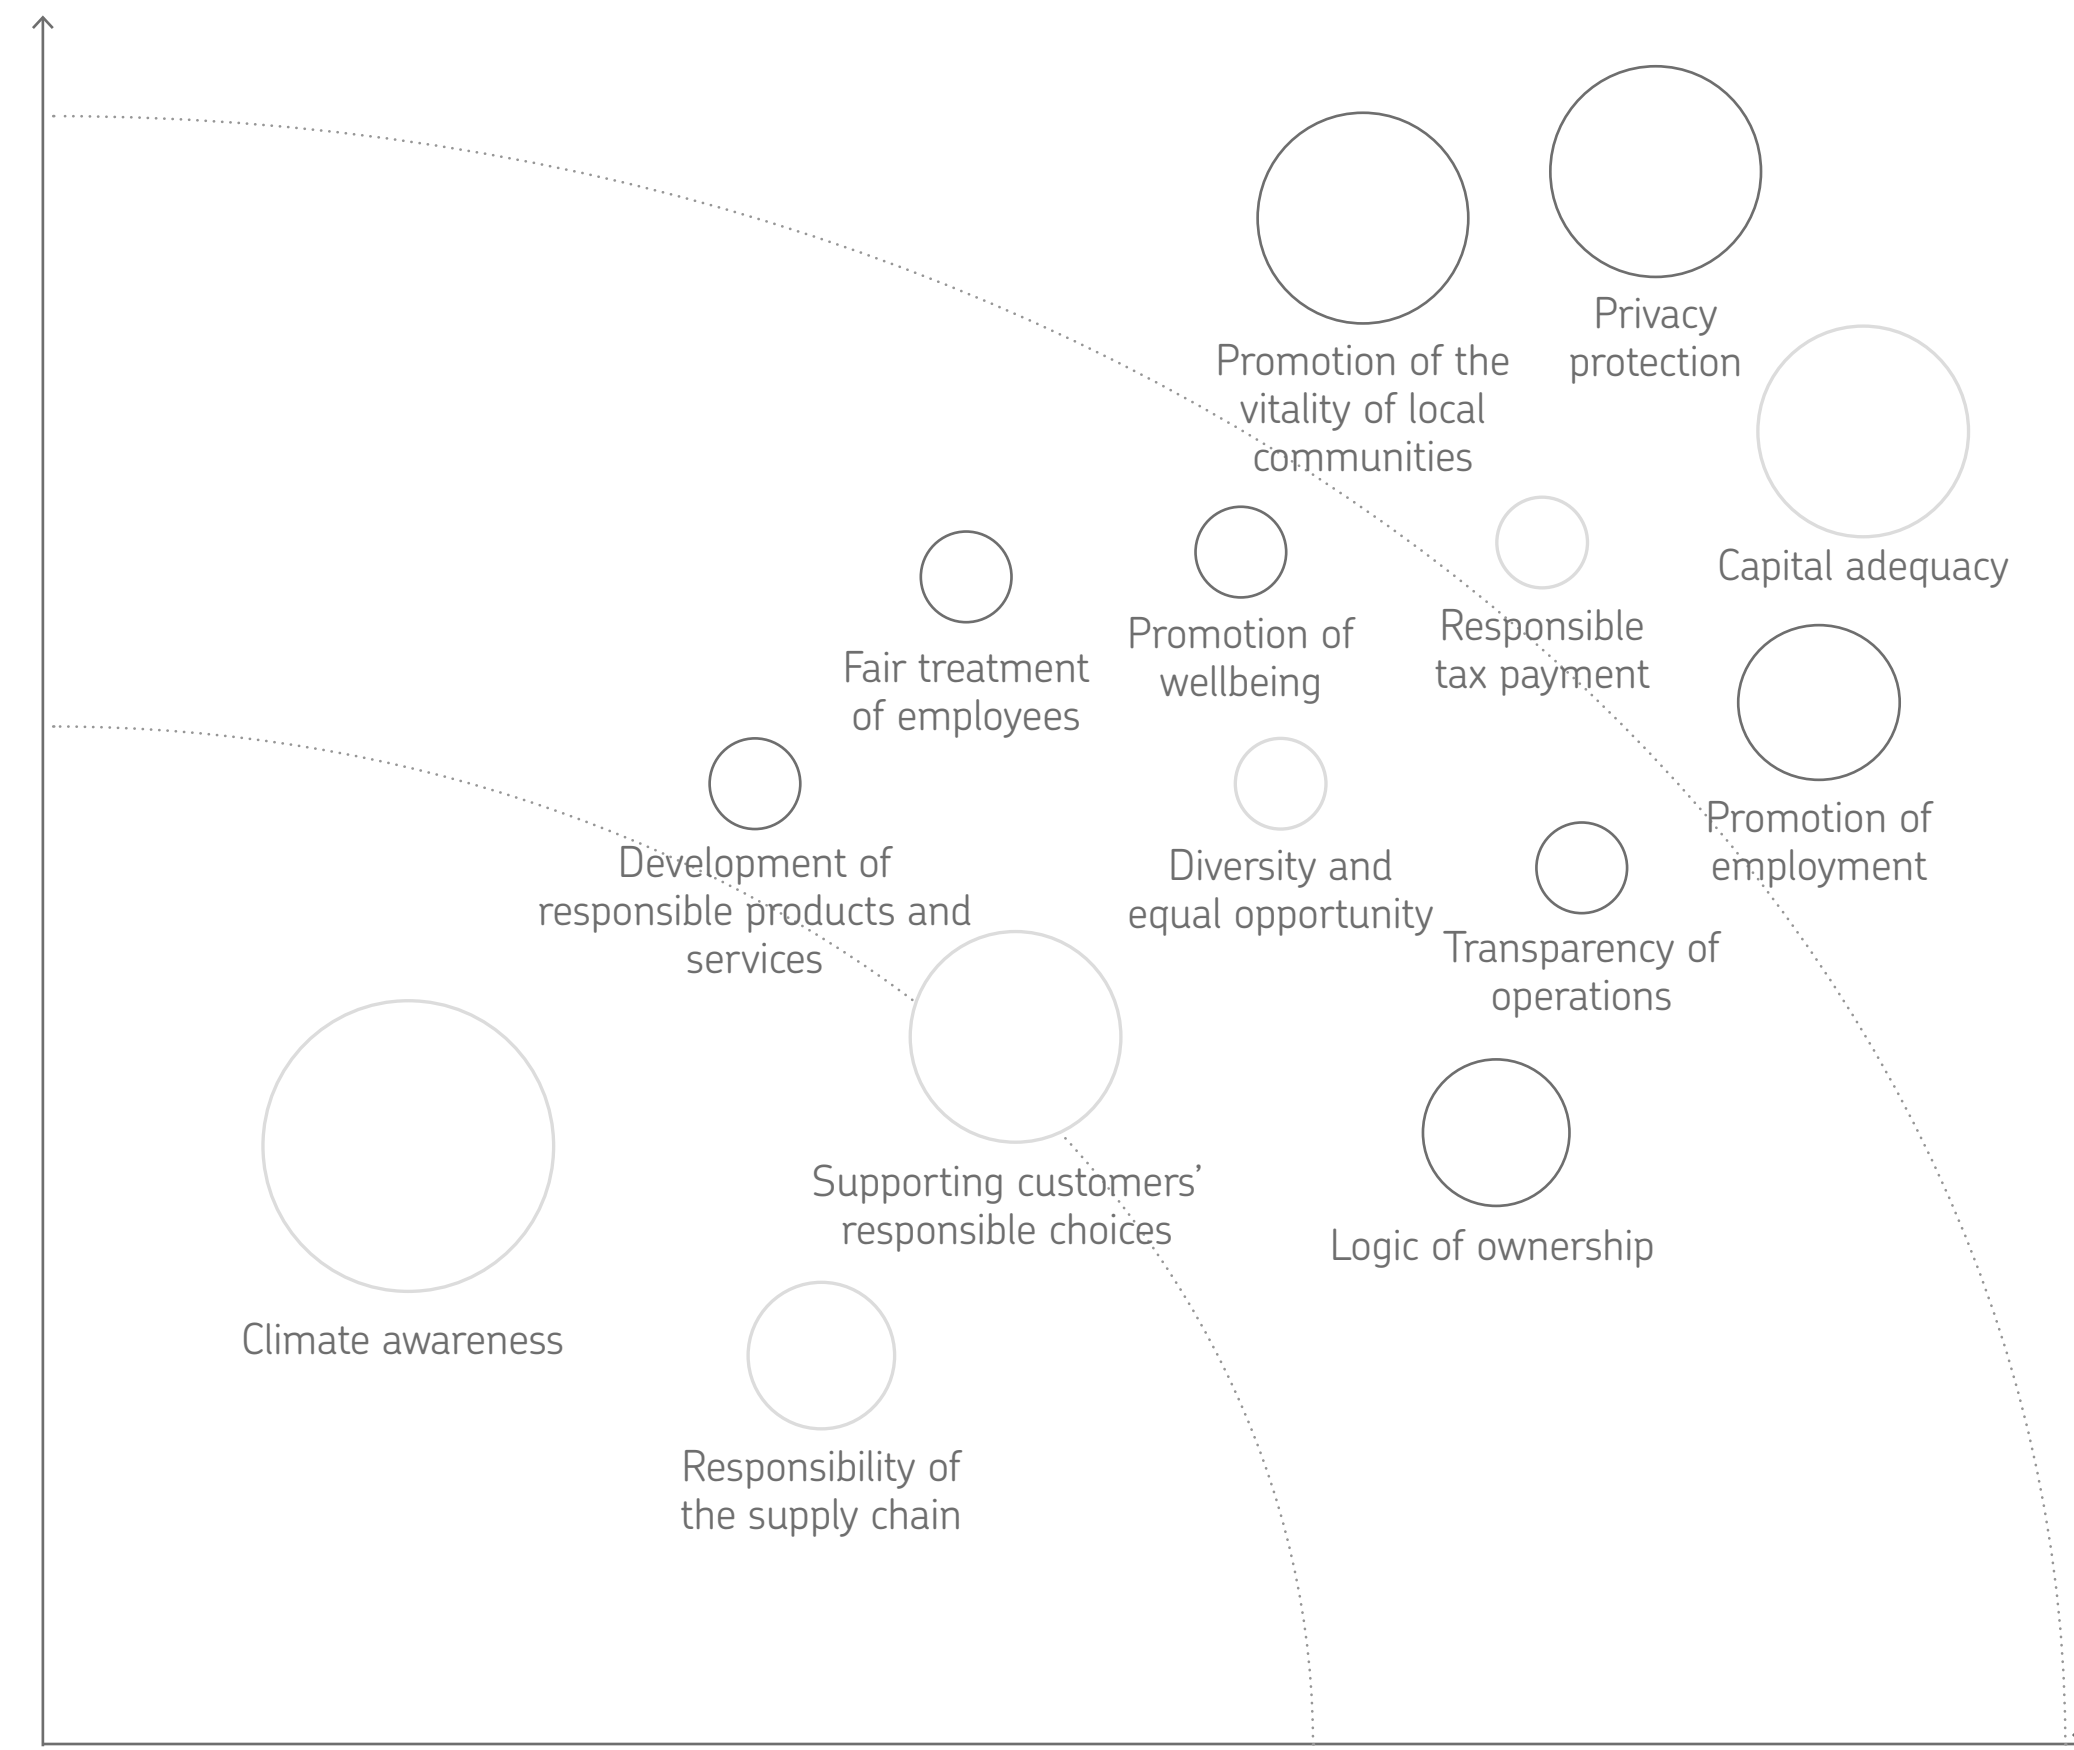 Privacy
protection
Promotion of the
vitality of local
communities
Capital adequacy
Responsible
tax payment
Promotion of
wellbeing
Fair treatment
of employees
Promotion of
employment
Development of
responsible products and
services
Diversity and
equal opportunity
Transparency of
operations
Supporting customers’
responsible choices
Logic of ownership
Climate awareness
Responsibility of
the supply chain